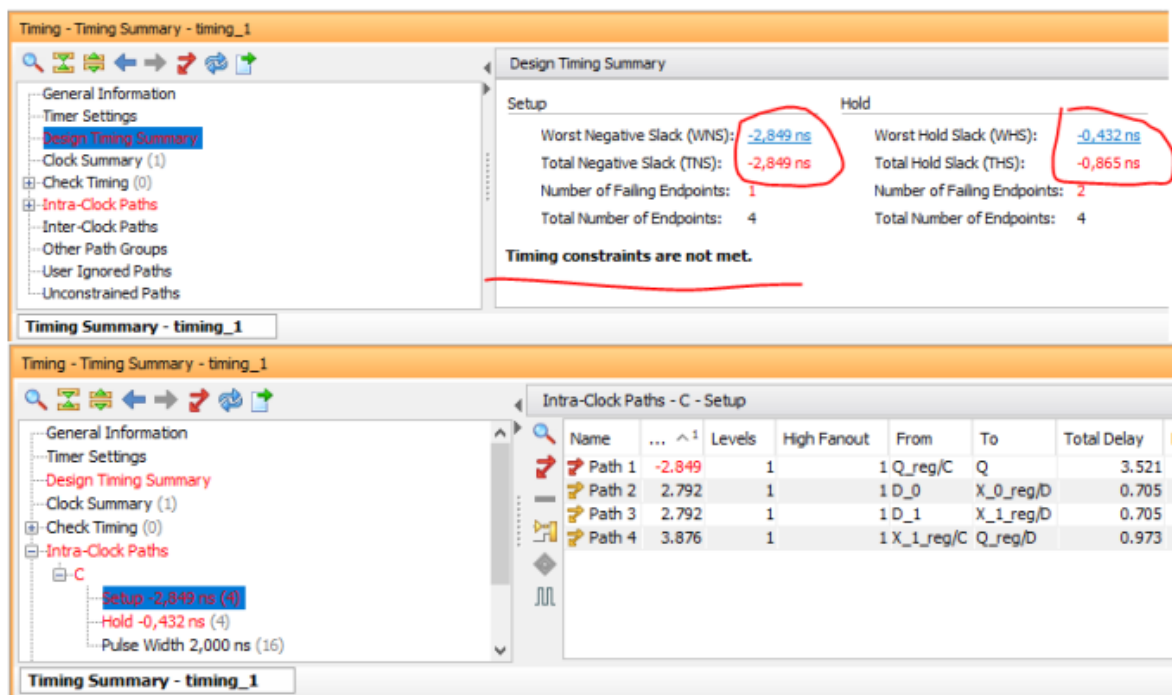 Timing - Timing Summary - timing_1
General Information
Timer Settings
Design Timing Summary
Clock Summary (1)
Check Timing (0)
Intra-Clock Paths
Inter-Clock Paths
Other Path Groups
User Ignored Paths
Unconstrained Paths
Timing Summary - timing_1
Design Timing Summary
Setup Hold
Worst Negative Slack (WNS): -2,849 ns Worst Hold Slack (WHS): -0,432 ns
Total Negative Slack (TNS): -2,849 ns Total Hold Slack (THS): -0,865 ns
Number of Failing Endpoints: 1 Number of Failing Endpoints: 2
Total Number of Endpoints: 4 Total Number of Endpoints: 4
Timing constraints are not met.
Timing - Timing Summary - timing_1
General Information
Timer Settings
Design Timing Summary
Clock Summary (1)
Check Timing (0)
Intra-Clock Paths
C
Setup -2,849 ns (4)
Hold -0,432 ns (4)
Pulse Width 2,000 ns (16)
Timing Summary - timing_1
Intra-Clock Paths - C - Setup
Name ... ^1 Levels High Fanout From To Total Delay
Path 1 -2.849 1 1 Q_reg/C Q 3.521
Path 2 2.792 1 1 D_0 X_0_reg/D 0.705
Path 3 2.792 1 1 D_1 X_1_reg/D 0.705
Path 4 3.876 1 1 X_1_reg/C Q_reg/D 0.973